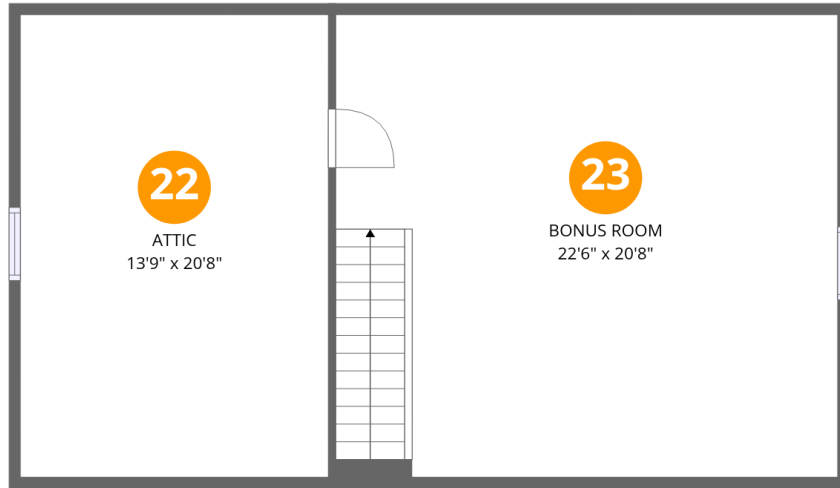 22
ATTIC
13'9" x 20'8"
23
BONUS ROOM
22'6" x 20'8"